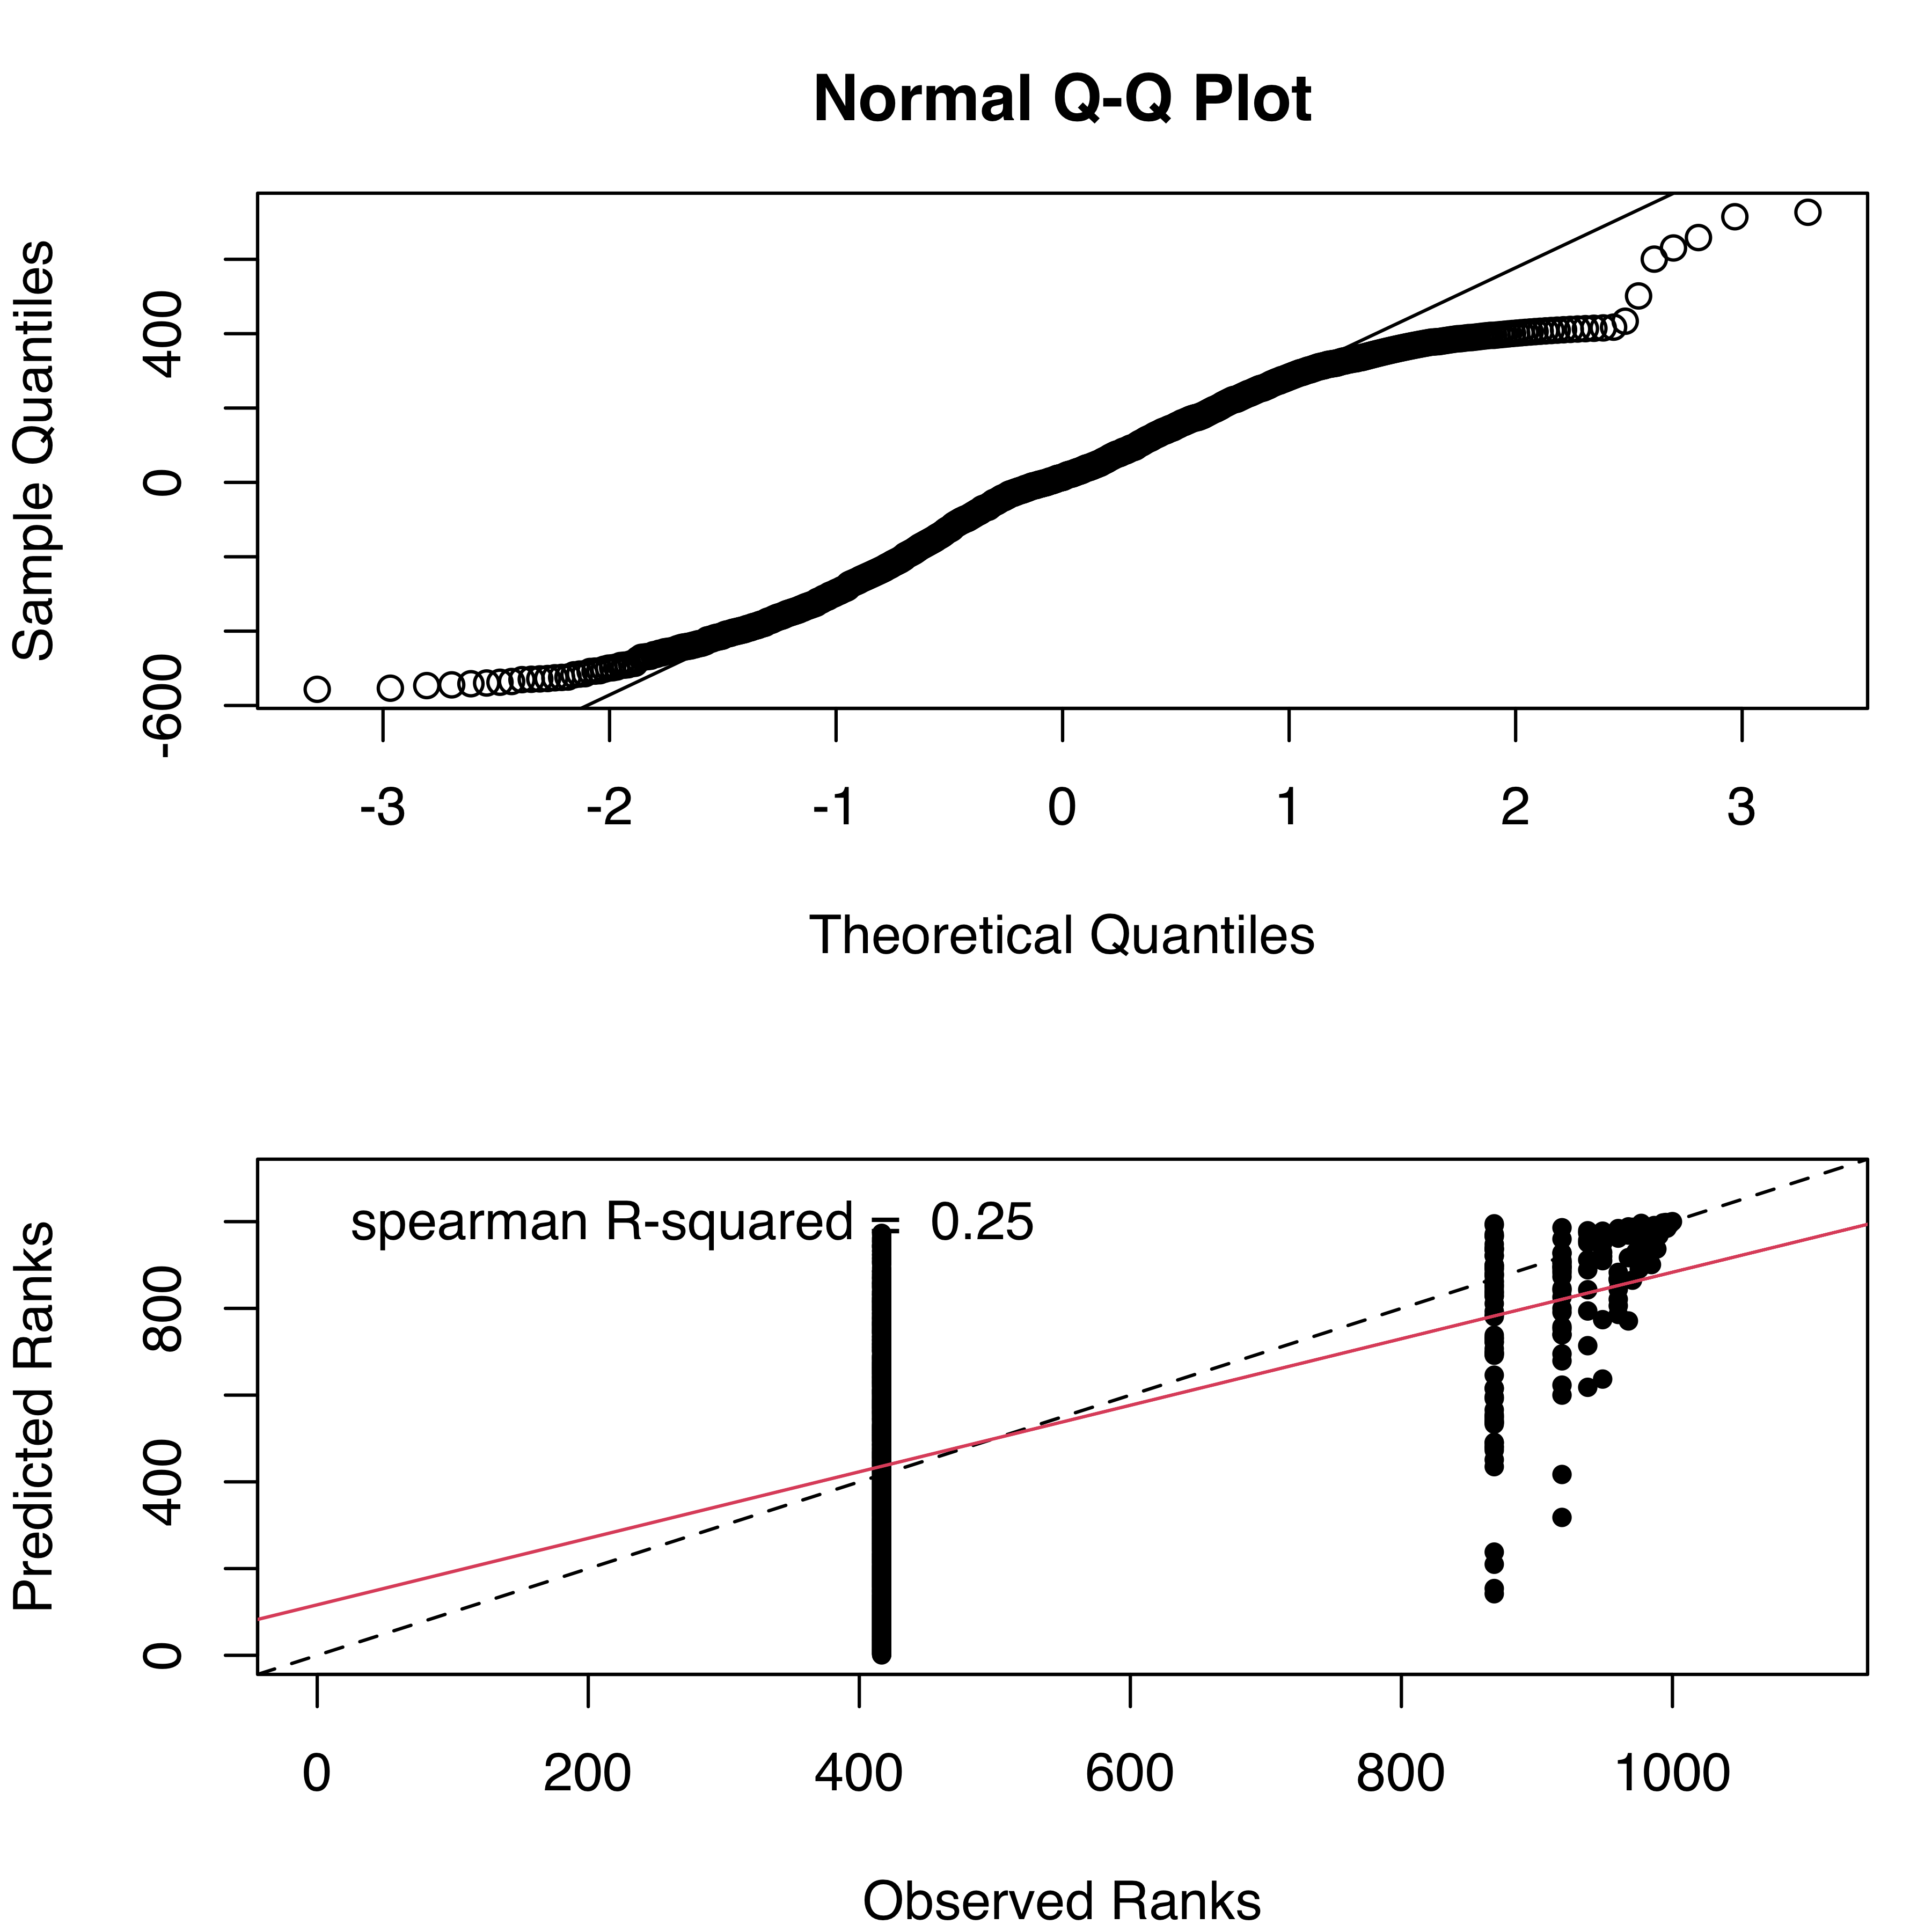 Normal Q-Q Plot
Sample Quantiles
400
0
-600
-3 -2 -1 0 1 2 3
Theoretical Quantiles
spearman R-squared = 0.25
Predicted Ranks
800
400
0
0 200 400 600 800 1000
Observed Ranks